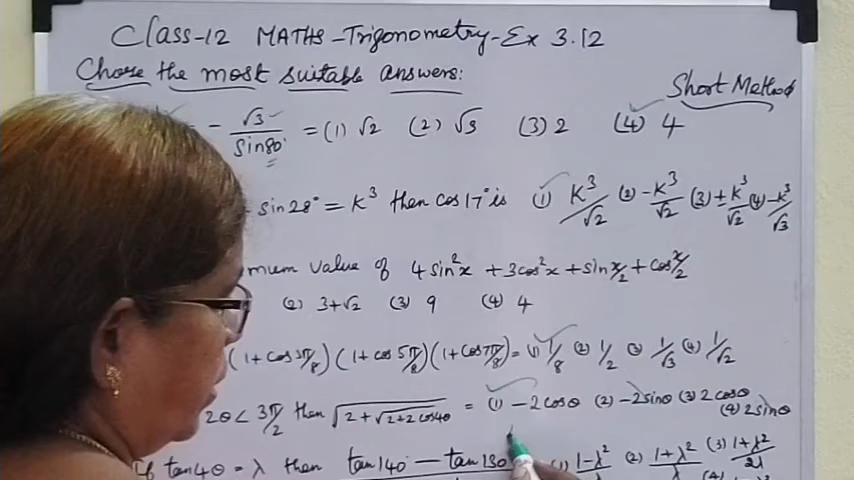 Class-12 MATHS - Trigonometry - Ex 3.12
Chose the most suitable answers:
Short Method
- √3/sin80° = (1) √2 (2) √3 (3) 2 (4) 4
sin28° = K³ then cos17° is (1) K³/√2 (2) -K³/√2 (3) ± K³/√2 (4) -K³/√3
mum value of 4 sin²x + 3cos²x + sin x/2 + cos x/2
(2) 3+√2 (3) 9 (4) 4
(1+cos 3π/8) (1+cos 5π/8) (1+cos 7π/8) = (1) 1/8 (2) 1/2 (3) 1/√3 (4) 1/√2
2θ < 3π/2 then √(2+√(2+2cos4θ)) = (1) -2cosθ (2) -2sinθ (3) 2cosθ
(4) 2sinθ
If tan40° = λ then tan140° - tan130° (1) 1-λ²/ (2) 1+λ²/λ (3) 1+λ²/2λ